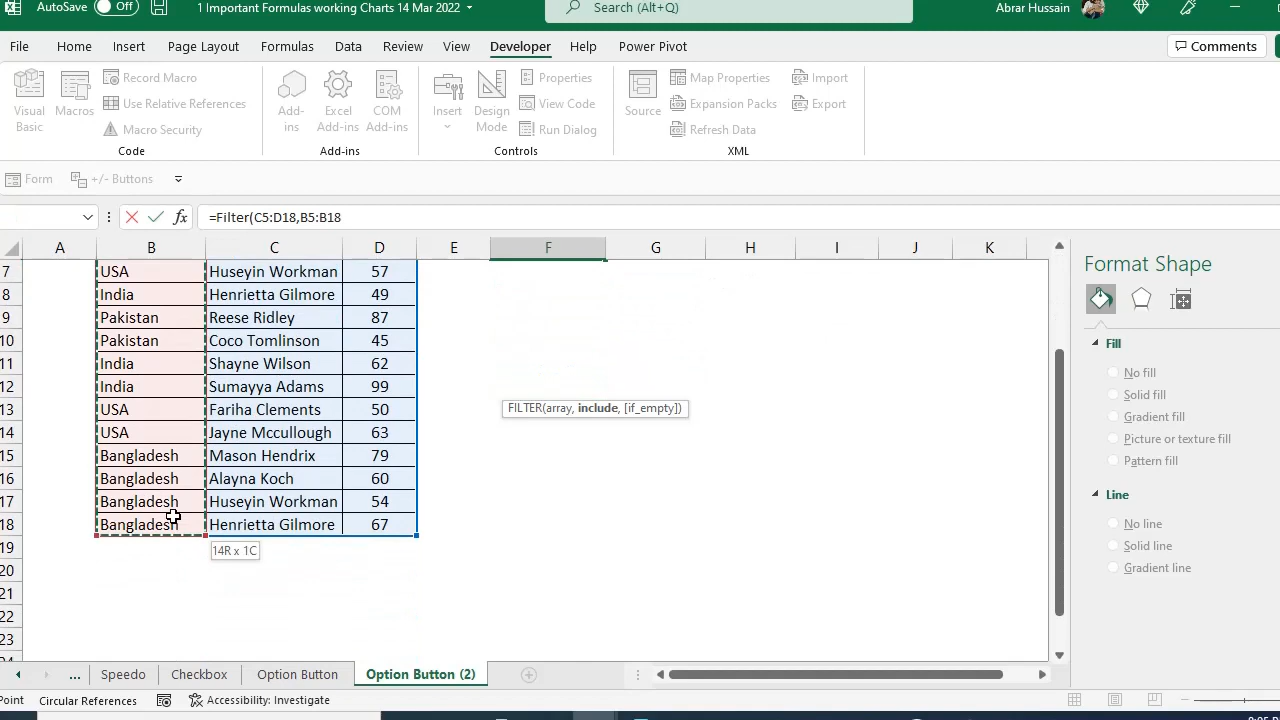 AutoSave Off 1 Important Formulas working Charts 14 Mar 2022 Search (Alt+Q) Abrar Hussain
File Home Insert Page Layout Formulas Data Review View Developer Help Power Pivot Comments
Visual Basic
Macros
Record Macro
Use Relative References
Macro Security
Code
Add-ins
Excel Add-ins
COM Add-ins
Add-ins
Insert
Design Mode
Properties
View Code
Run Dialog
Controls
Source
Map Properties
Expansion Packs
Refresh Data
Import
Export
XML
Form +/- Buttons
fx =Filter(C5:D18,B5:B18
A B C D E F G H I J K
7 USA Huseyin Workman 57
8 India Henrietta Gilmore 49
9 Pakistan Reese Ridley 87
10 Pakistan Coco Tomlinson 45
11 India Shayne Wilson 62
12 India Sumayya Adams 99
13 USA Fariha Clements 50
14 USA Jayne Mccullough 63
15 Bangladesh Mason Hendrix 79
16 Bangladesh Alayna Koch 60
17 Bangladesh Huseyin Workman 54
18 Bangladesh Henrietta Gilmore 67
19
20
21
22
23
14R x 1C
FILTER(array, include, [if_empty])
Format Shape
Fill
No fill
Solid fill
Gradient fill
Picture or texture fill
Pattern fill
Line
No line
Solid line
Gradient line
... Speedo Checkbox Option Button Option Button (2)
Point Circular References Accessibility: Investigate